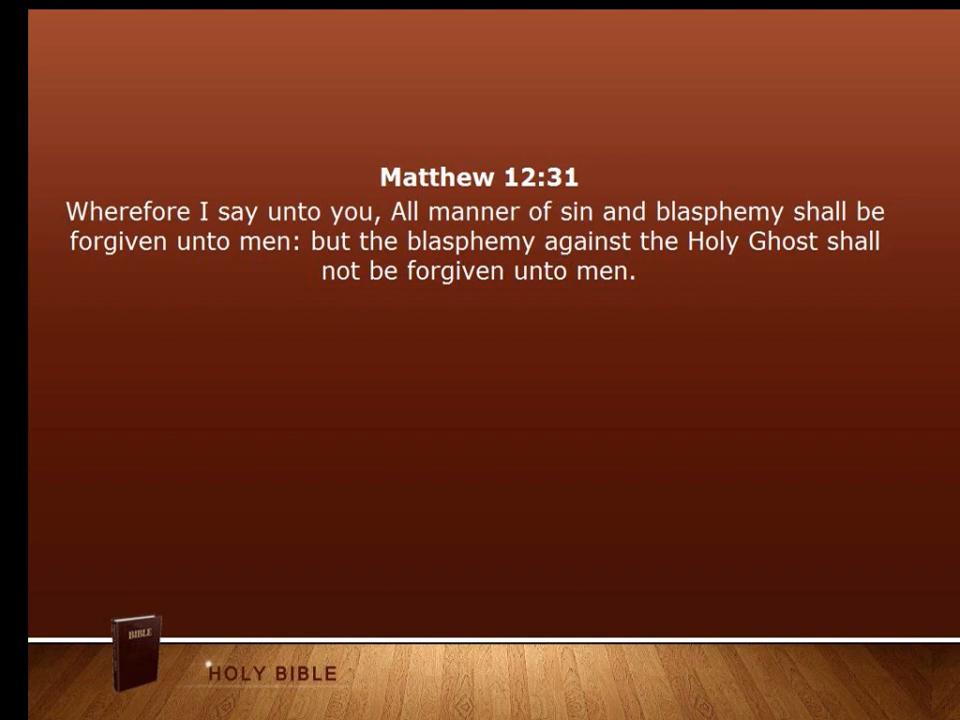 Matthew 12:31
Wherefore I say unto you, All manner of sin and blasphemy shall be
forgiven unto men: but the blasphemy against the Holy Ghost shall
not be forgiven unto men.
BIBLE
HOLY BIBLE